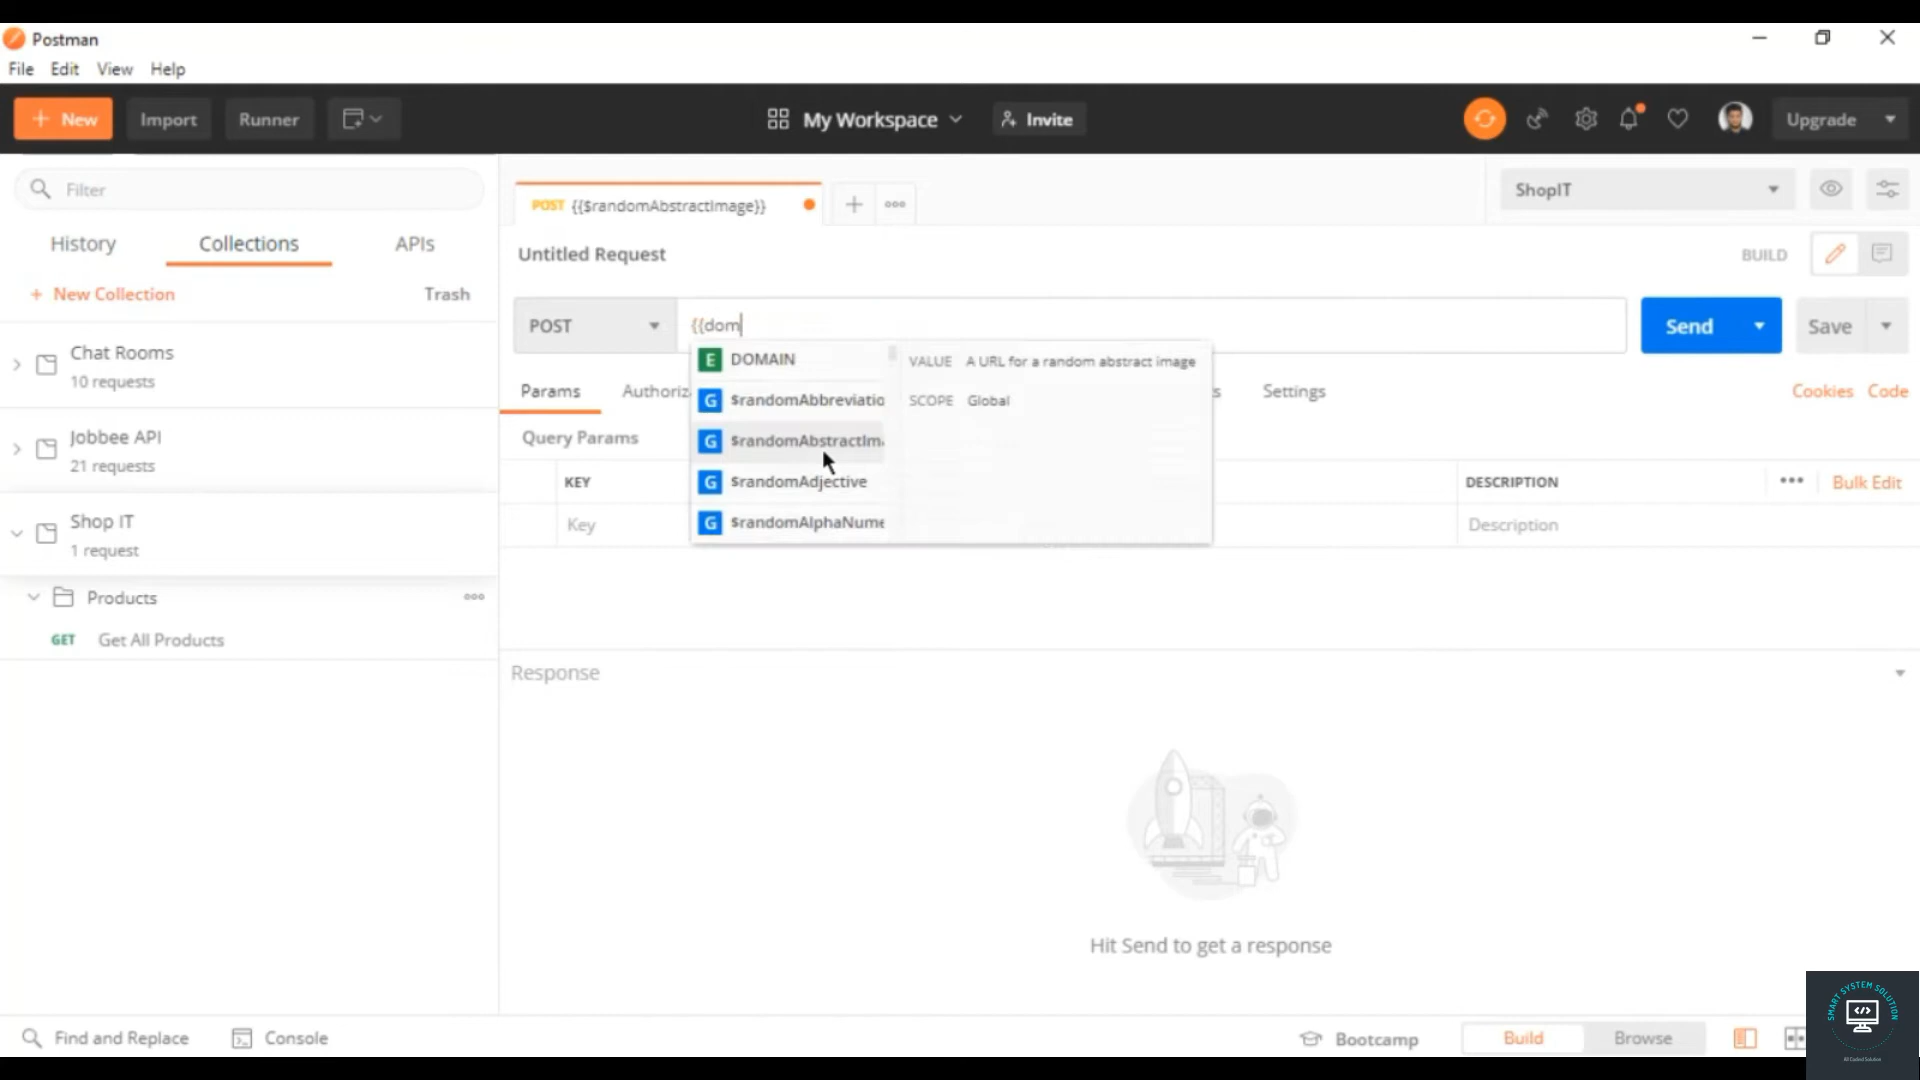 Postman
File Edit View Help
New Import Runner My Workspace Invite Upgrade
Filter
POST {{$randomAbstractImage}}
ShopIT
History Collections APIs
Untitled Request BUILD
+ New Collection Trash
POST {{dom Send Save
Chat Rooms
10 requests
DOMAIN
$randomAbbreviatio
$randomAbstractIma
$randomAdjective
$randomAlphaNume
VALUE A URL for a random abstract image
SCOPE Global
Params Authoriz s Settings Cookies Code
Query Params
KEY DESCRIPTION Bulk Edit
Key Description
Jobbee API
21 requests
Shop IT
1 request
Products
GET Get All Products
Response
Hit Send to get a response
Find and Replace Console Bootcamp Build Browse
SMART SYSTEM SOLUTION